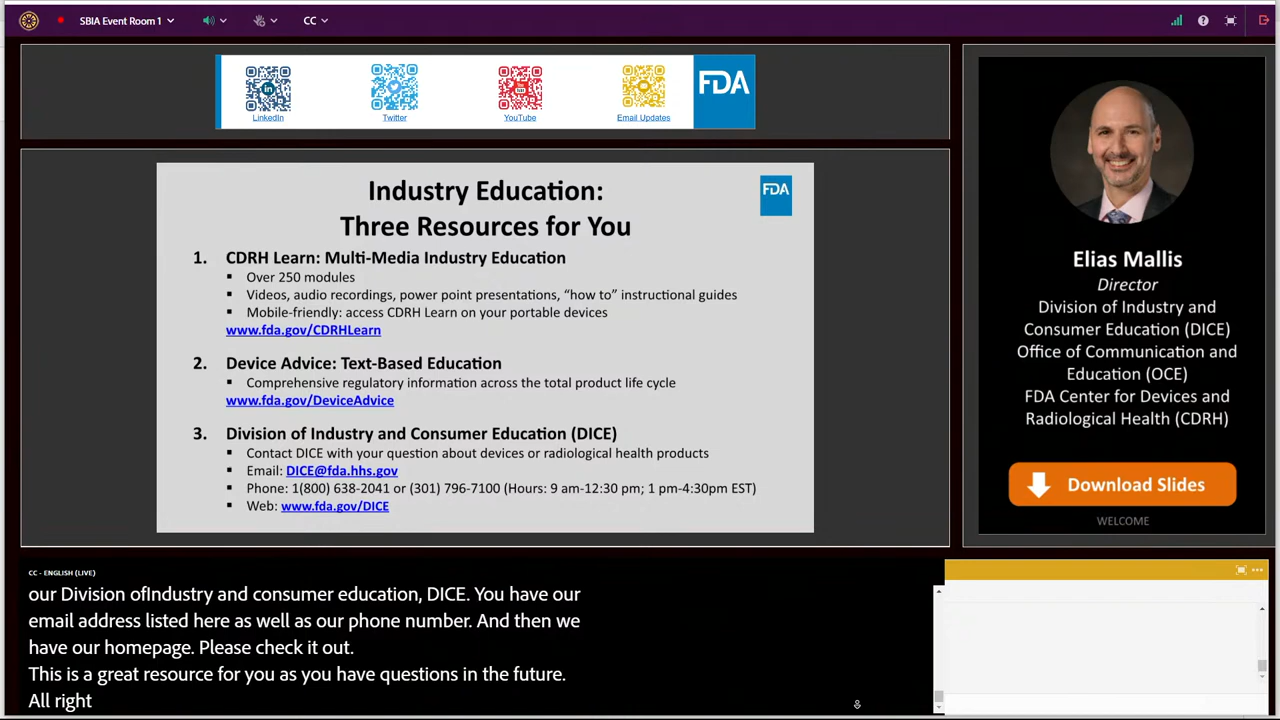 SBIA Event Room 1
CC
LinkedIn
Twitter
YouTube
Email Updates
FDA
Industry Education:
Three Resources for You
FDA
1. CDRH Learn: Multi-Media Industry Education
▪ Over 250 modules
▪ Videos, audio recordings, power point presentations, “how to” instructional guides
▪ Mobile-friendly: access CDRH Learn on your portable devices
www.fda.gov/CDRHLearn
2. Device Advice: Text-Based Education
▪ Comprehensive regulatory information across the total product life cycle
www.fda.gov/DeviceAdvice
3. Division of Industry and Consumer Education (DICE)
▪ Contact DICE with your question about devices or radiological health products
▪ Email: DICE@fda.hhs.gov
▪ Phone: 1(800) 638-2041 or (301) 796-7100 (Hours: 9 am-12:30 pm; 1 pm-4:30pm EST)
▪ Web: www.fda.gov/DICE
Elias Mallis
Director
Division of Industry and
Consumer Education (DICE)
Office of Communication and
Education (OCE)
FDA Center for Devices and
Radiological Health (CDRH)
Download Slides
WELCOME
CC - ENGLISH (LIVE)
our Division ofIndustry and consumer education, DICE. You have our
email address listed here as well as our phone number. And then we
have our homepage. Please check it out.
This is a great resource for you as you have questions in the future.
All right